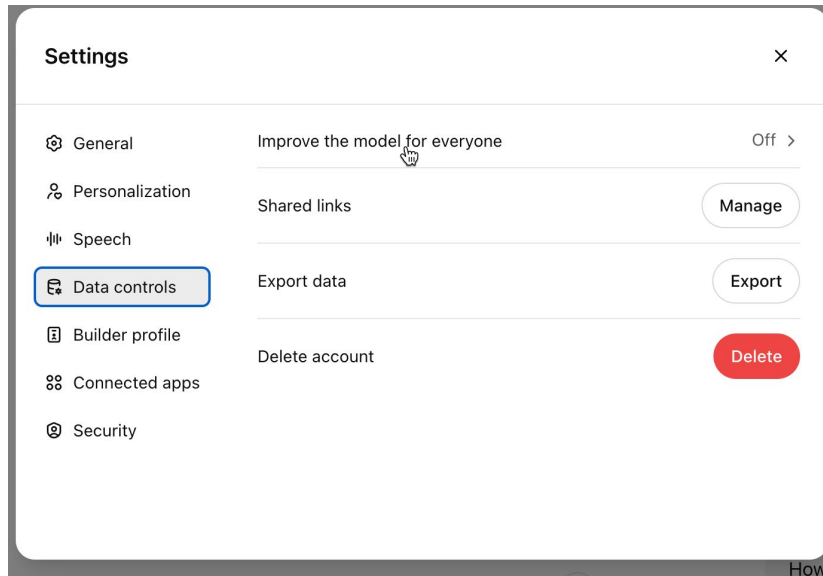 Settings
General
Personalization
Speech
Data controls
Builder profile
Connected apps
Security
Improve the model for everyone
Off
Shared links
Manage
Export data
Export
Delete account
Delete
How